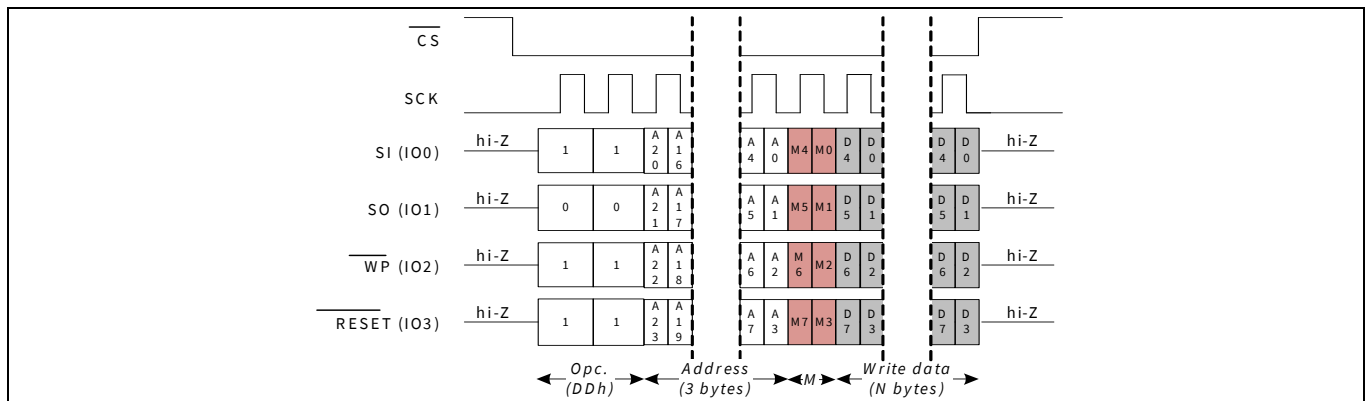 CS
SCK
SI (IO0) hi-Z 1 1 A20 A16 A4 A0 M4 M0 D4 D0 D4 D0 hi-Z
SO (IO1) hi-Z 0 0 A21 A17 A5 A1 M5 M1 D5 D1 D5 D1 hi-Z
WP (IO2) hi-Z 1 1 A22 A18 A6 A2 M6 M2 D6 D2 D6 D2 hi-Z
RESET (IO3) hi-Z 1 1 A23 A19 A7 A3 M7 M3 D7 D3 D7 D3 hi-Z
Opc. Address M Write data
(DDh) (3 bytes) (N bytes)